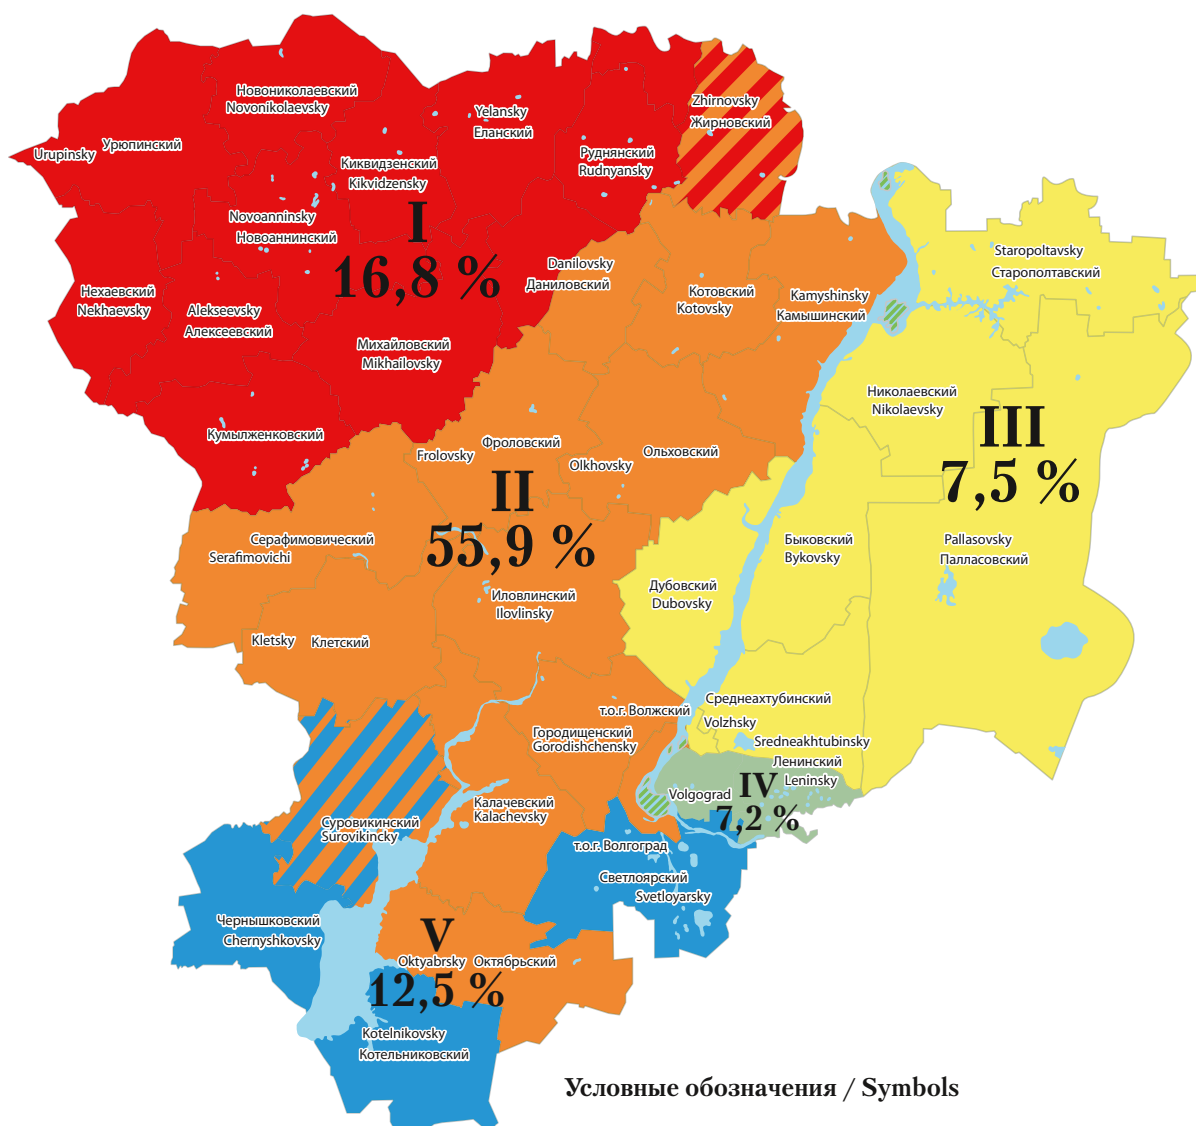 Новониколаевский
Novonikolaevsky
Yelansky
Еланский
Zhirnovsky
Жирновский
Urupinsky
Урюпинский
Киквидзенский
Kikvidzensky
Руднянский
Rudnyansky
Novoanninsky
Новоаннинский
I
16,8 %
Danilovsky
Даниловский
Staropoltavsky
Старополтавский
Нехаевский
Nekhaevsky
Alekseevsky
Алексеевский
Котовский
Kotovsky
Kamyshinsky
Камышинский
Михайловский
Mikhailovsky
Николаевский
Nikolaevsky
III
7,5 %
Кумылженковский
Frolovsky
Фроловский
Olkhovsky
Ольховский
II
55,9 %
Серафимовический
Serafimovichi
Быковский
Bykovsky
Pallasovsky
Палласовский
Дубовский
Dubovsky
Иловлинский
Ilovlinsky
Kletsky
Клетский
Среднеахтубинский
т.о.г. Волжский
Volzhsky
Городищенский
Gorodishchensky
Sredneakhtubinsky
Ленинский
Leninsky
Volgograd
IV
7,2 %
Калачевский
Kalachevsky
Суровикинский
Surovikincky
т.о.г. Волгоград
Светлоярский
Svetloyarsky
Чернышковский
Chernyshkovsky
V
12,5 %
Oktyabrsky
Октябрьский
Kotelnikovsky
Котельниковский
Условные обозначения / Symbols